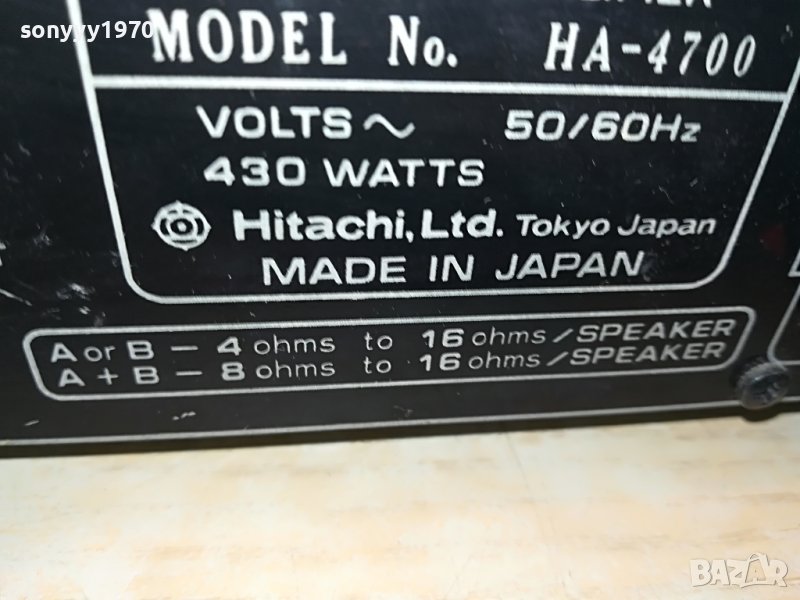 sonyyy1970
MODEL No. HA-4700
VOLTS ~ 50/60Hz
430 WATTS
Hitachi, Ltd. Tokyo Japan
MADE IN JAPAN
A or B - 4 ohms to 16 ohms/SPEAKER
A + B - 8 ohms to 16 ohms/SPEAKER
BAZAR